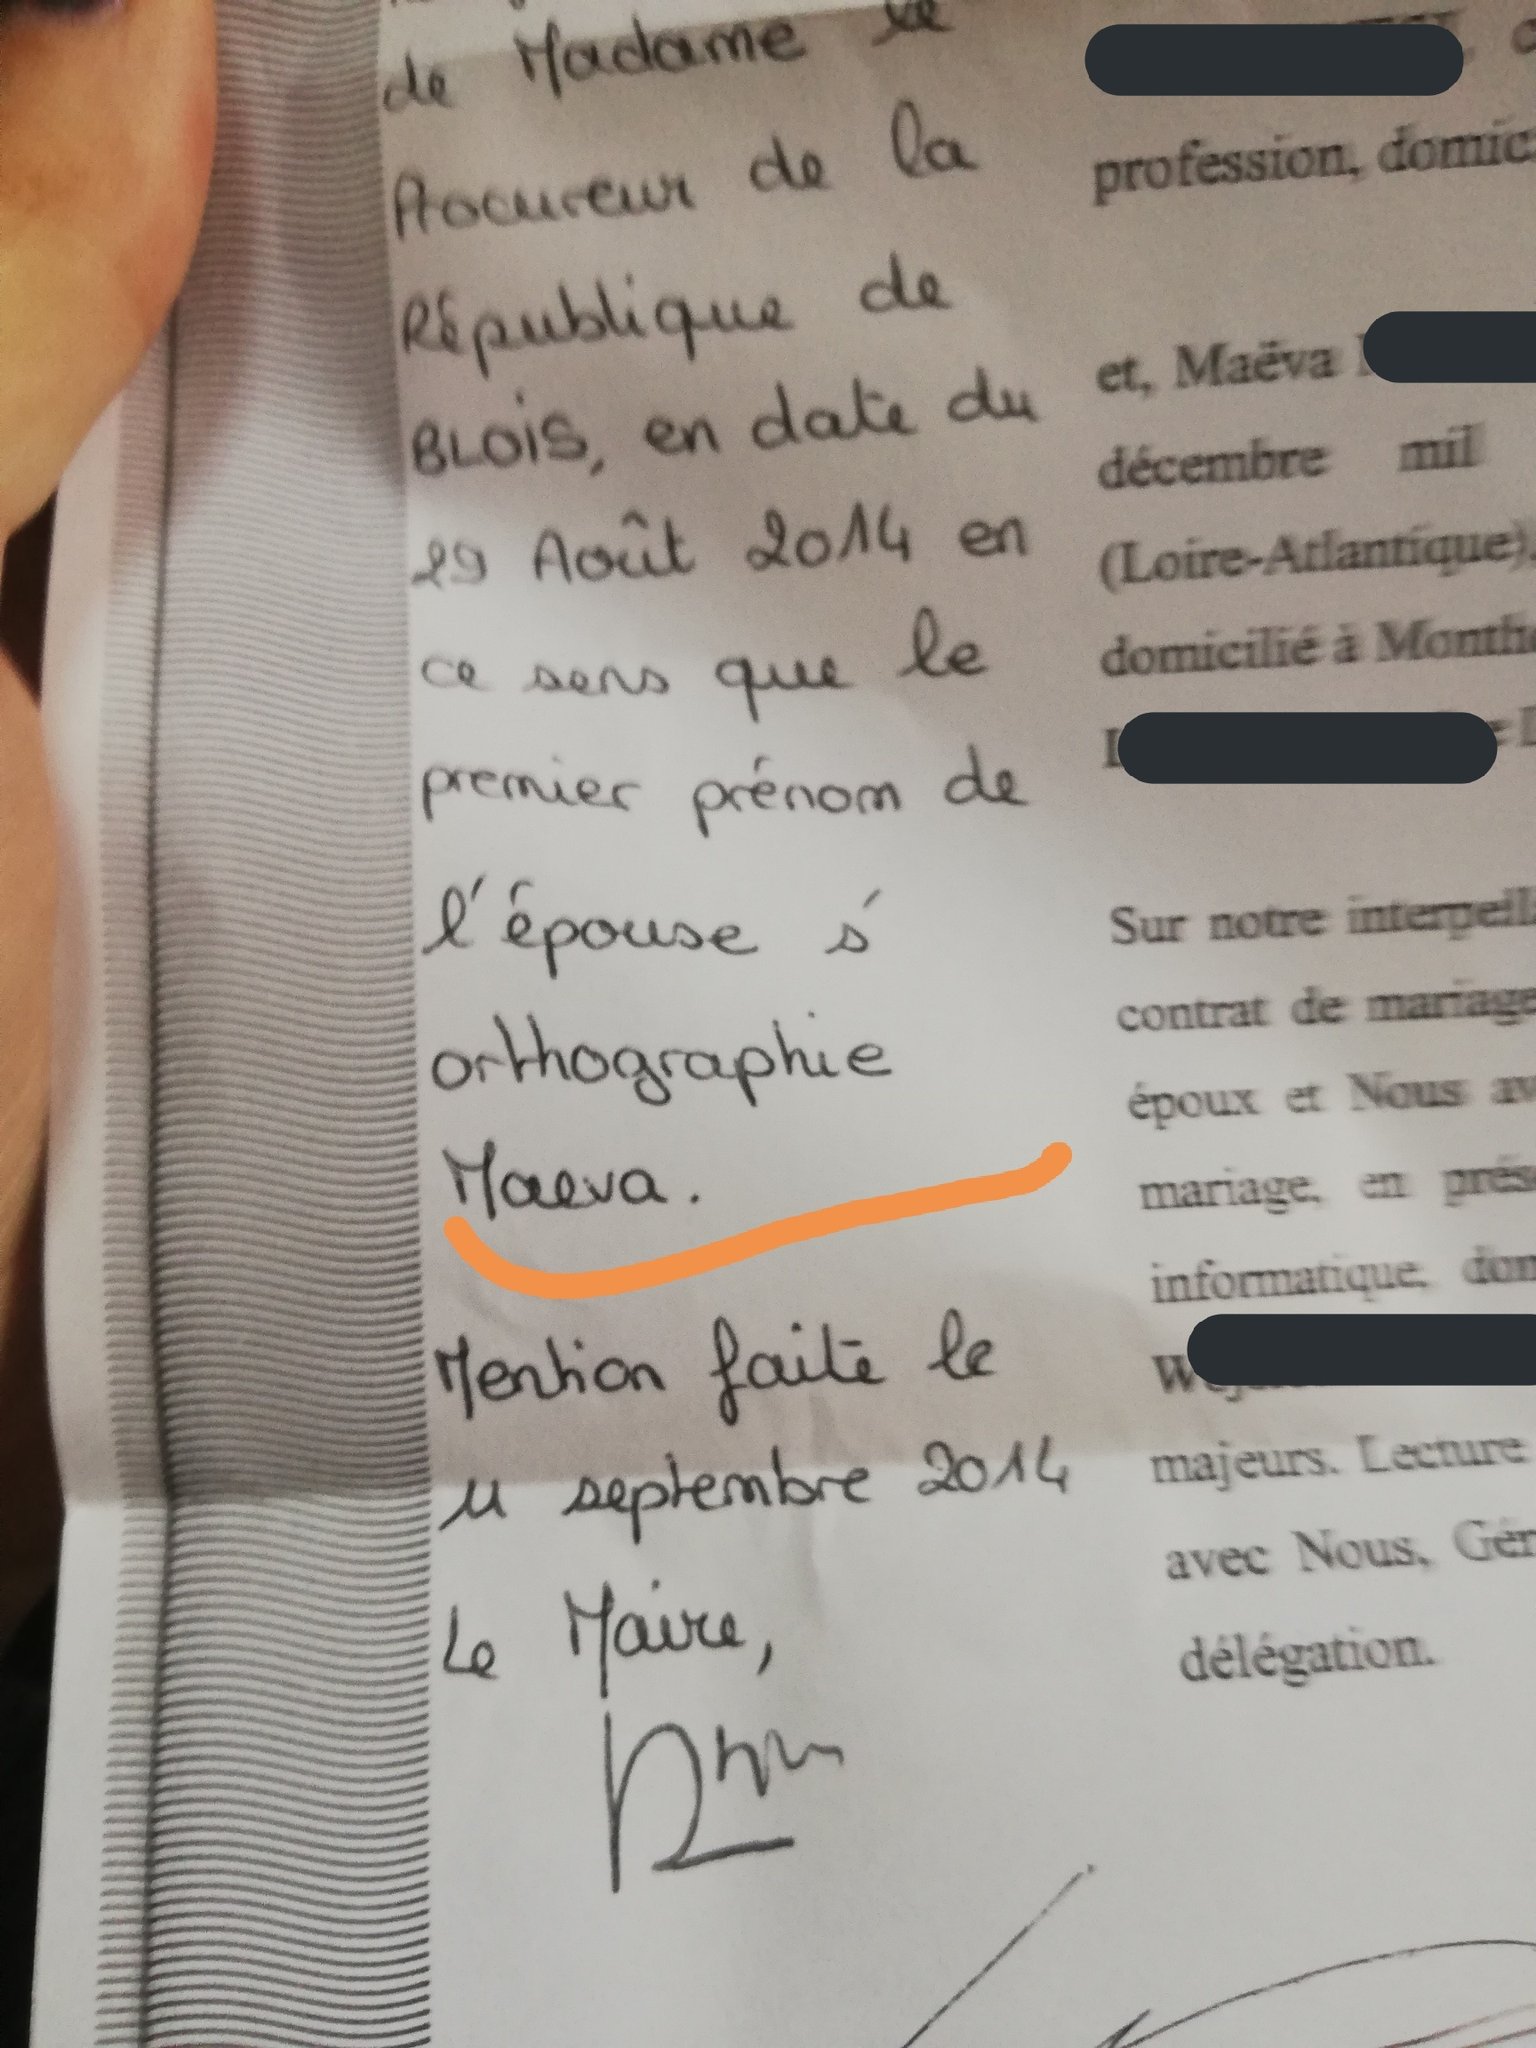 de Madame le
Procureur de la
République de
BLOIS, en date du
29 Août 2014 en
ce sens que le
premier prénom de
l'épouse s'
orthographie
Maeva.
Mention faite le
11 septembre 2014
Le Maire,
profession, domic
et, Maëva
décembre mil
(Loire-Atlantique),
domicilié à Month
Sur notre interpell
contrat de mariage
époux et Nous av
mariage, en prés
informatique, dom
majeurs. Lecture
avec Nous, Gér
délégation.